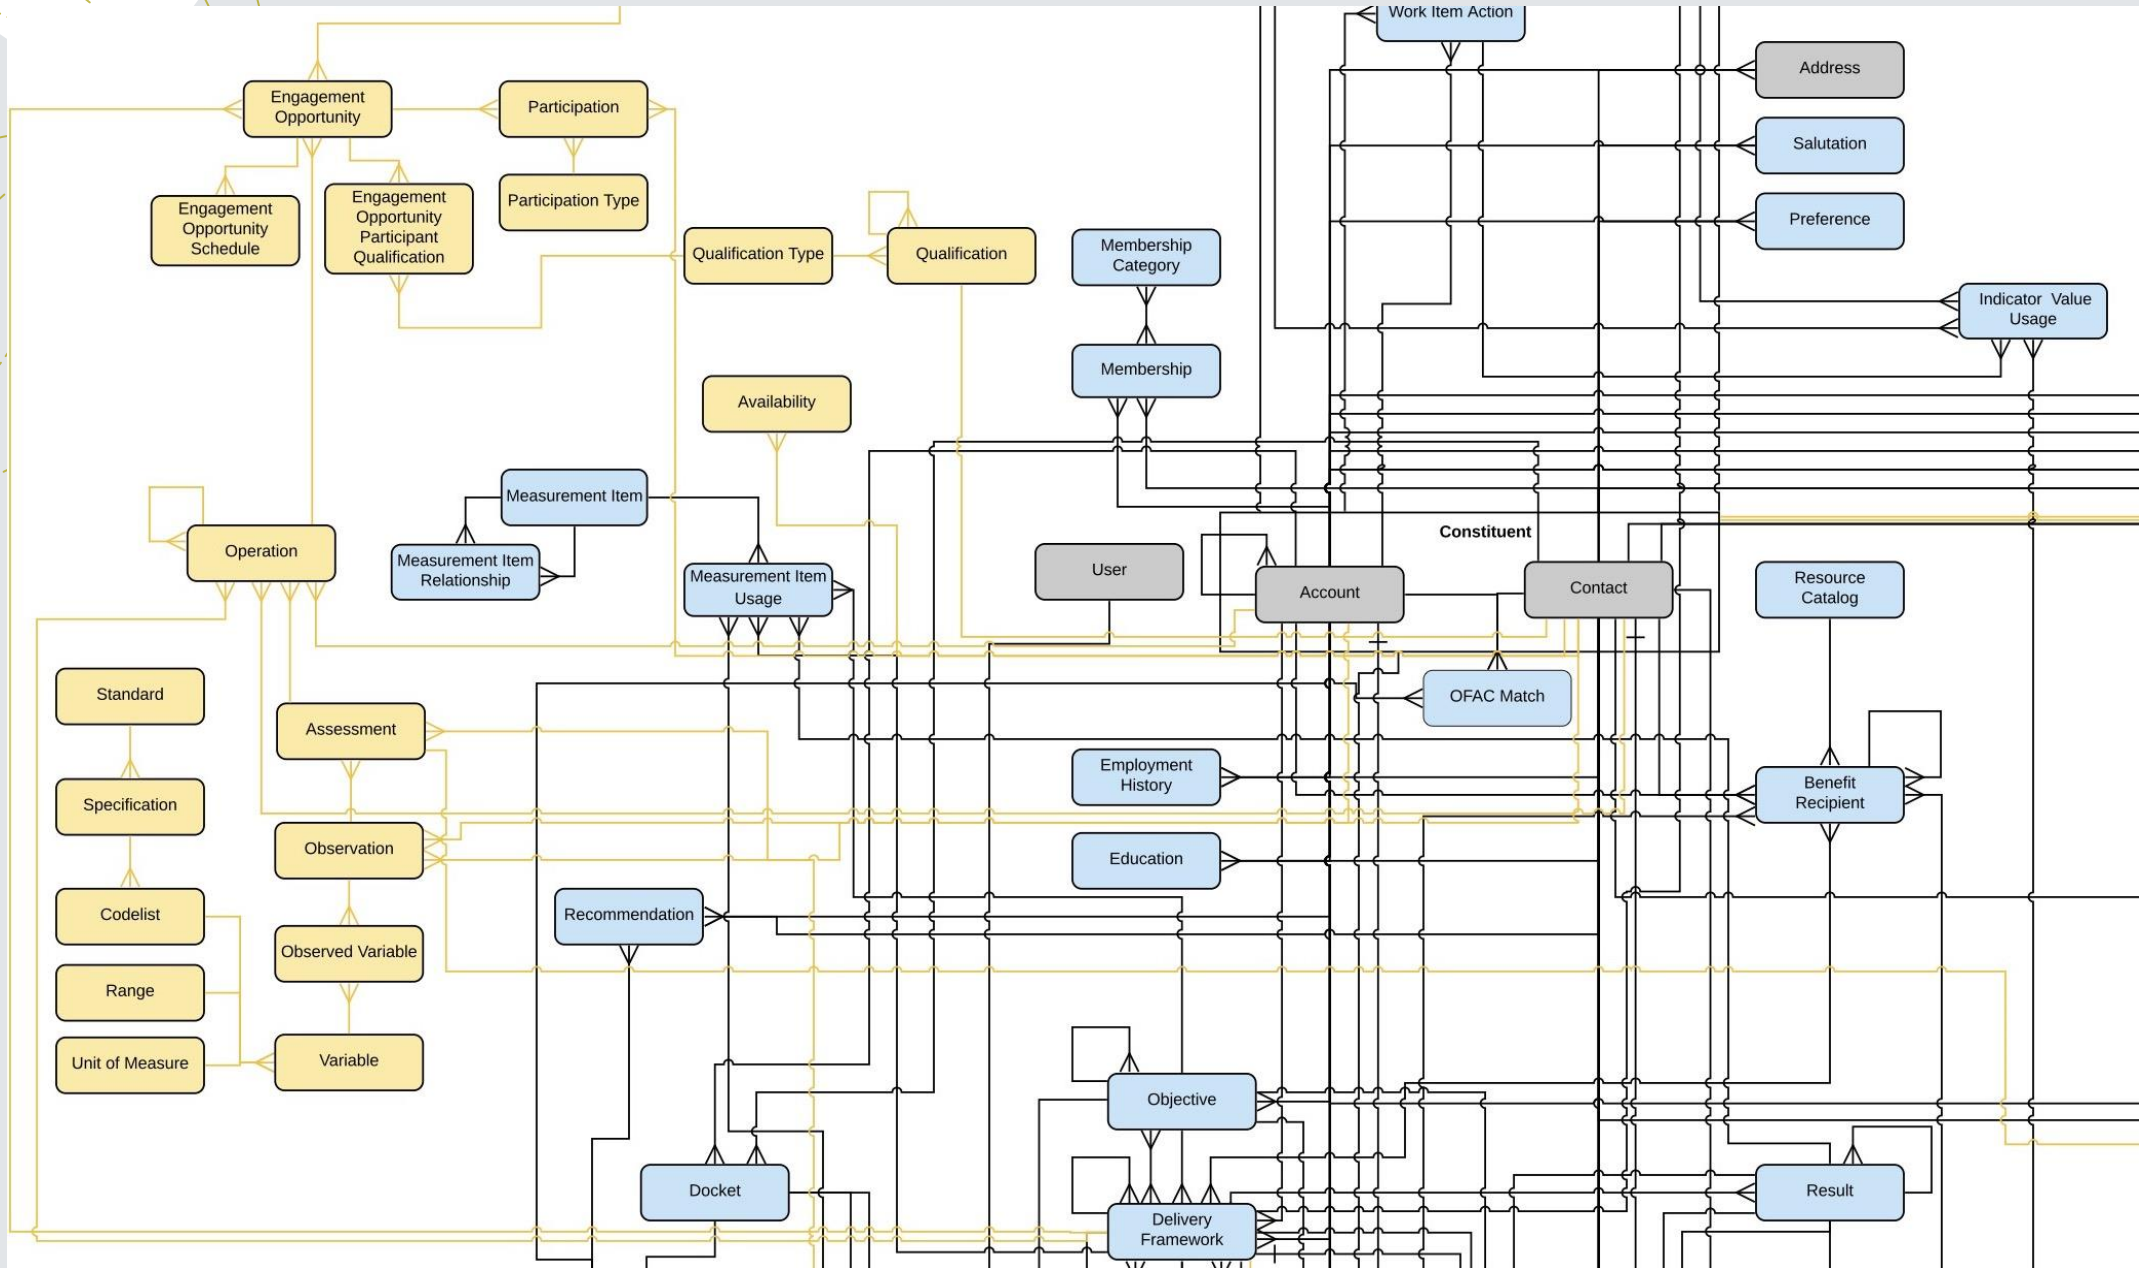 Work Item Action
Address
Engagement
Opportunity
Participation
Salutation
Engagement
Opportunity
Schedule
Engagement
Opportunity
Participant
Qualification
Participation Type
Preference
Qualification Type
Qualification
Membership
Category
Indicator  Value
Usage
Membership
Availability
Measurement Item
Constituent
Operation
Measurement Item
Relationship
Measurement Item
Usage
User
Account
Contact
Resource
Catalog
Standard
Assessment
OFAC Match
Employment
History
Benefit
Recipient
Specification
Observation
Education
Codelist
Recommendation
Observed Variable
Range
Unit of Measure
Variable
Objective
Docket
Delivery
Framework
Result